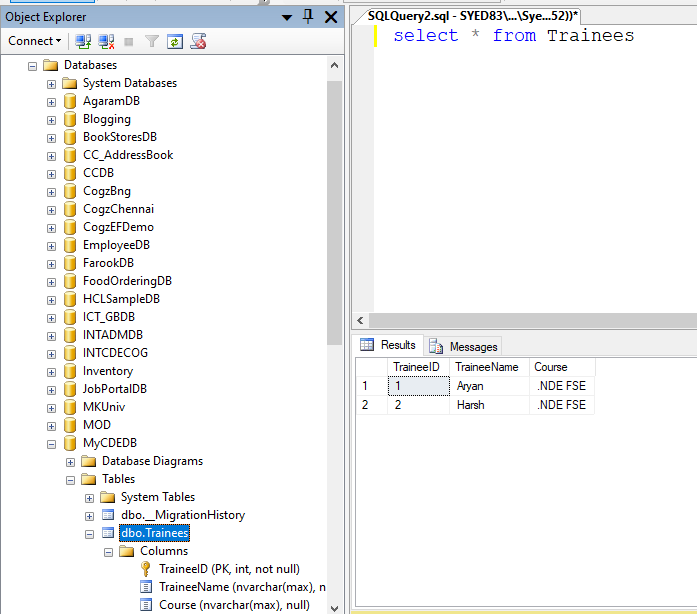 Object Explorer
Connect
Databases
System Databases
AgaramDB
Blogging
BookStoresDB
CC_AddressBook
CCDB
CogzBng
CogzChennai
CogzEFDemo
EmployeeDB
FarookDB
FoodOrderingDB
HCLSampleDB
ICT_GBDB
INTADMDB
INTCDECOG
Inventory
JobPortalDB
MKUniv
MOD
MyCDEDB
Database Diagrams
Tables
System Tables
dbo.__MigrationHistory
dbo.Trainees
Columns
TraineeID (PK, int, not null)
TraineeName (nvarchar(max), n
Course (nvarchar(max), null)
SQLQuery2.sql - SYED83\...\Sye...52))*
select * from Trainees
Results Messages
TraineeID TraineeName Course
1 1 Aryan .NDE FSE
2 2 Harsh .NDE FSE